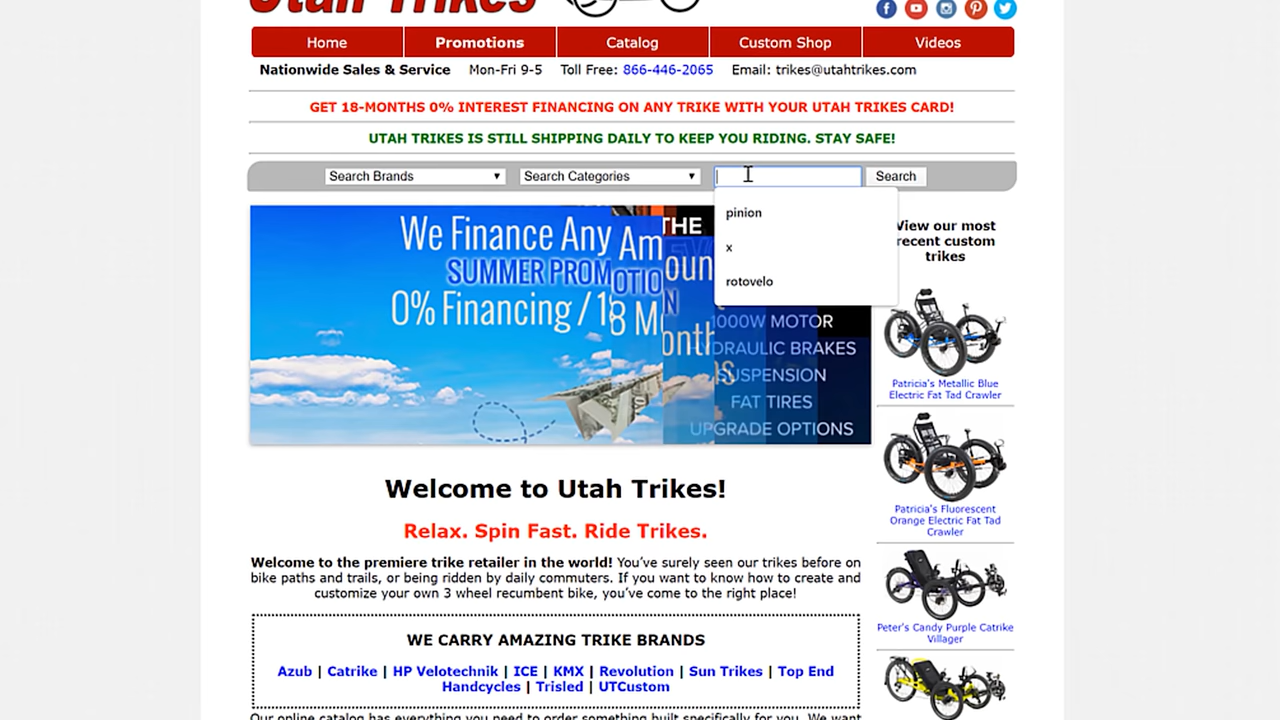 Utah Trikes
Home Promotions Catalog Custom Shop Videos
Nationwide Sales & Service Mon-Fri 9-5 Toll Free: 866-446-2065 Email: trikes@utahtrikes.com
GET 18-MONTHS 0% INTEREST FINANCING ON ANY TRIKE WITH YOUR UTAH TRIKES CARD!
UTAH TRIKES IS STILL SHIPPING DAILY TO KEEP YOU RIDING. STAY SAFE!
Search Brands Search Categories Search
pinion
x
rotovelo
We Finance Any Am
THE
oun
SUMMER PROMOTIO
N
0% Financing / 18 M
onth
s
1000W MOTOR
HYDRAULIC BRAKES
SUSPENSION
FAT TIRES
UPGRADE OPTIONS
View our most
recent custom
trikes
Patricia's Metallic Blue
Electric Fat Tad Crawler
Patricia's Fluorescent
Orange Electric Fat Tad
Crawler
Peter's Candy Purple Catrike
Villager
Welcome to Utah Trikes!
Relax. Spin Fast. Ride Trikes.
Welcome to the premiere trike retailer in the world! You've surely seen our trikes before on
bike paths and trails, or being ridden by daily commuters. If you want to know how to create and
customize your own 3 wheel recumbent bike, you've come to the right place!
WE CARRY AMAZING TRIKE BRANDS
Azub | Catrike | HP Velotechnik | ICE | KMX | Revolution | Sun Trikes | Top End
Handcycles | Trisled | UTCustom
Our online catalog has everything you need to order something built specifically for you. We want